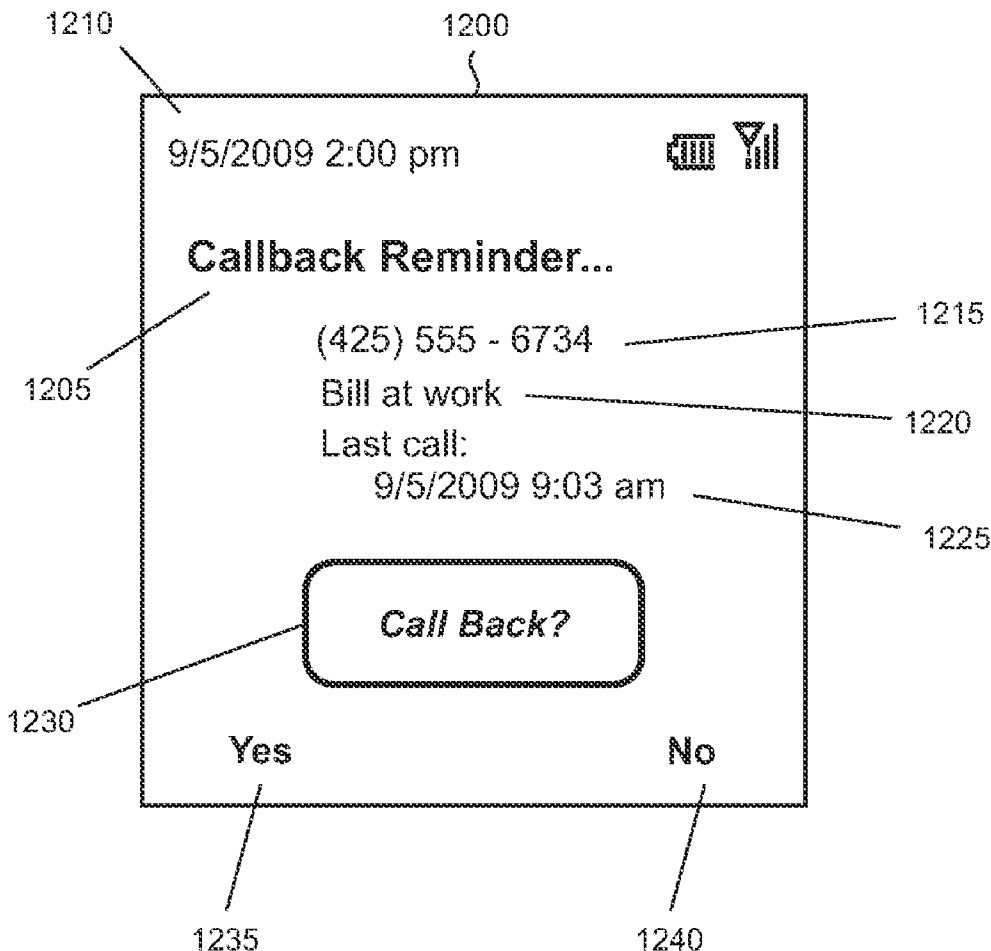 1210
1200
9/5/2009 2:00 pm
Callback Reminder...
1215
(425) 555 - 6734
1205
Bill at work
1220
Last call:
9/5/2009 9:03 am
1225
Call Back?
1230
Yes
No
1235
1240